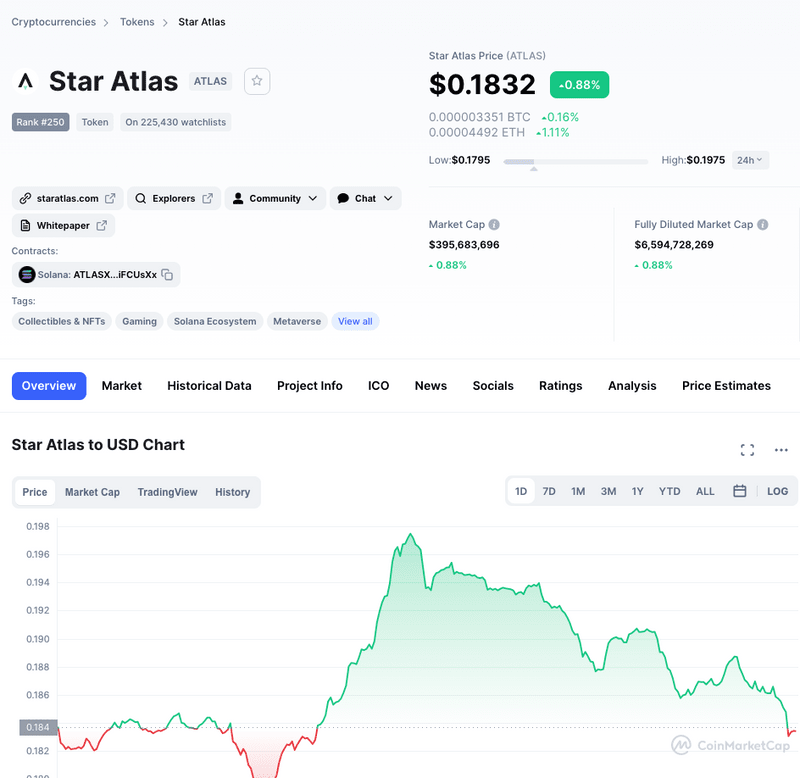 Cryptocurrencies > Tokens > Star Atlas
Star Atlas ATLAS
Rank #250 Token On 225,430 watchlists
staratlas.com Explorers Community Chat
Whitepaper
Contracts:
Solana: ATLASX...iFCUsXx
Tags:
Collectibles & NFTs Gaming Solana Ecosystem Metaverse View all
Star Atlas Price (ATLAS)
$0.1832 0.88%
0.000003351 BTC 0.16%
0.00004492 ETH 1.11%
Low:$0.1795 High:$0.1975 24h
Market Cap
$395,683,696
0.88%
Fully Diluted Market Cap
$6,594,728,269
0.88%
Overview Market Historical Data Project Info ICO News Socials Ratings Analysis Price Estimates
Star Atlas to USD Chart
Price Market Cap TradingView History
1D 7D 1M 3M 1Y YTD ALL LOG
0.198
0.196
0.194
0.192
0.190
0.188
0.186
0.184
0.182
CoinMarketCap